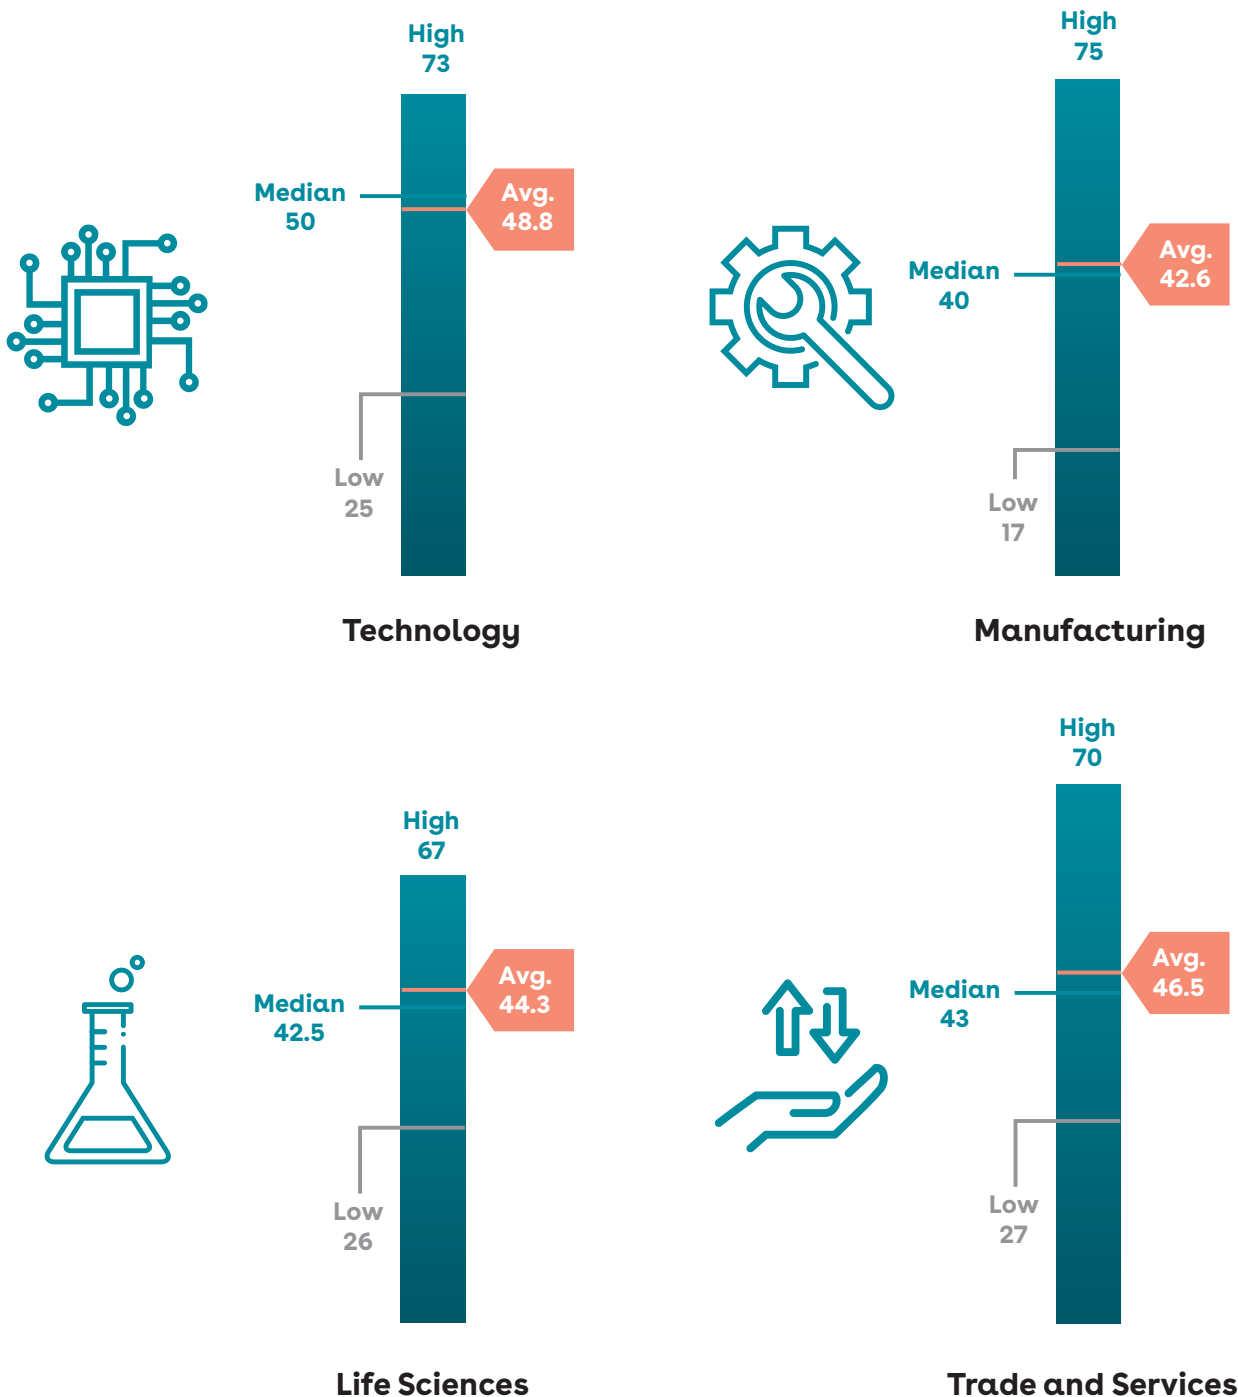 High
73
Median
50
Avg.
48.8
Low
25
Technology
High
75
Median
40
Avg.
42.6
Low
17
Manufacturing
High
67
Median
42.5
Avg.
44.3
Low
26
Life Sciences
High
70
Median
43
Avg.
46.5
Low
27
Trade and Services